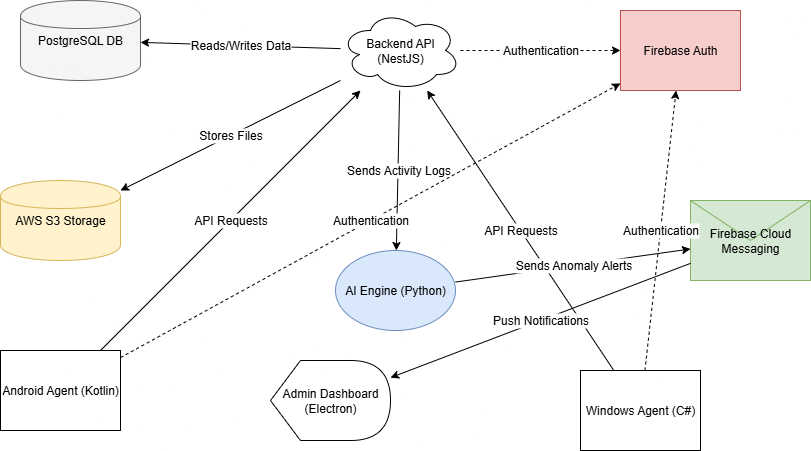 PostgreSQL DB
Reads/Writes Data
Backend API
(NestJS)
Authentication
Firebase Auth
Stores Files
Sends Activity Logs
AWS S3 Storage
API Requests
Authentication
API Requests
Authentication
Firebase Cloud
Messaging
AI Engine (Python)
Sends Anomaly Alerts
Push Notifications
Android Agent (Kotlin)
Admin Dashboard
(Electron)
Windows Agent (C#)